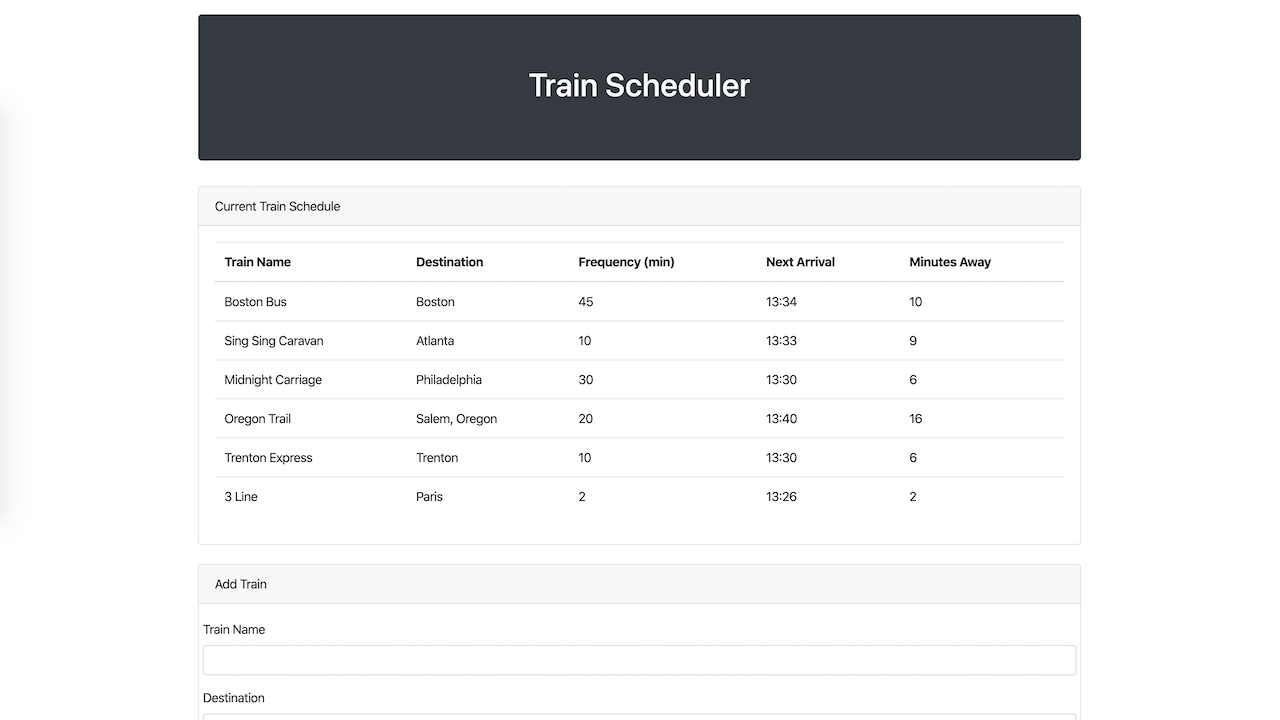 Train Scheduler
Current Train Schedule
Train Name Destination Frequency (min) Next Arrival Minutes Away
Boston Bus Boston 45 13:34 10
Sing Sing Caravan Atlanta 10 13:33 9
Midnight Carriage Philadelphia 30 13:30 6
Oregon Trail Salem, Oregon 20 13:40 16
Trenton Express Trenton 10 13:30 6
3 Line Paris 2 13:26 2
Add Train
Train Name
Destination